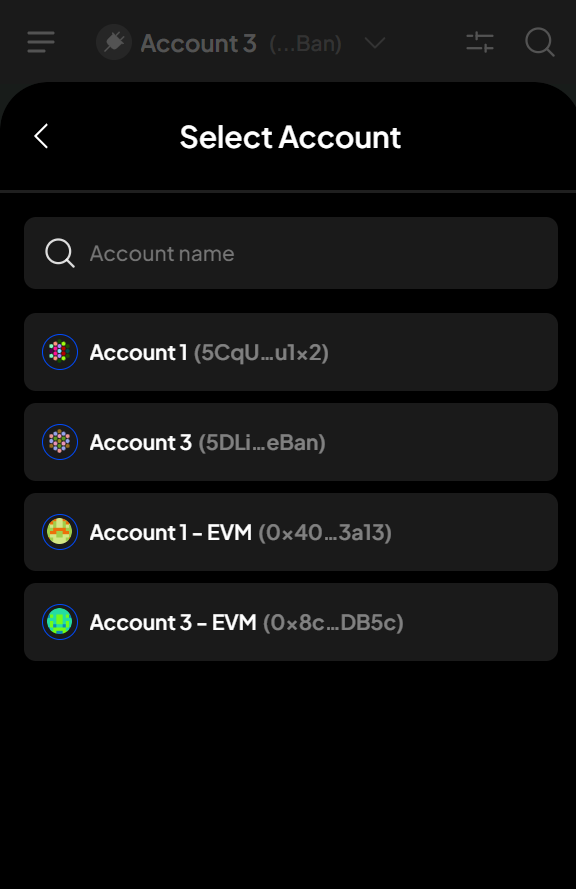 Account 3 (...Ban)
Select Account
Account name
Account 1 (5CqU...u1x2)
Account 3 (5DLi...eBan)
Account 1 - EVM (0x40...3a13)
Account 3 - EVM (0x8c...DB5c)